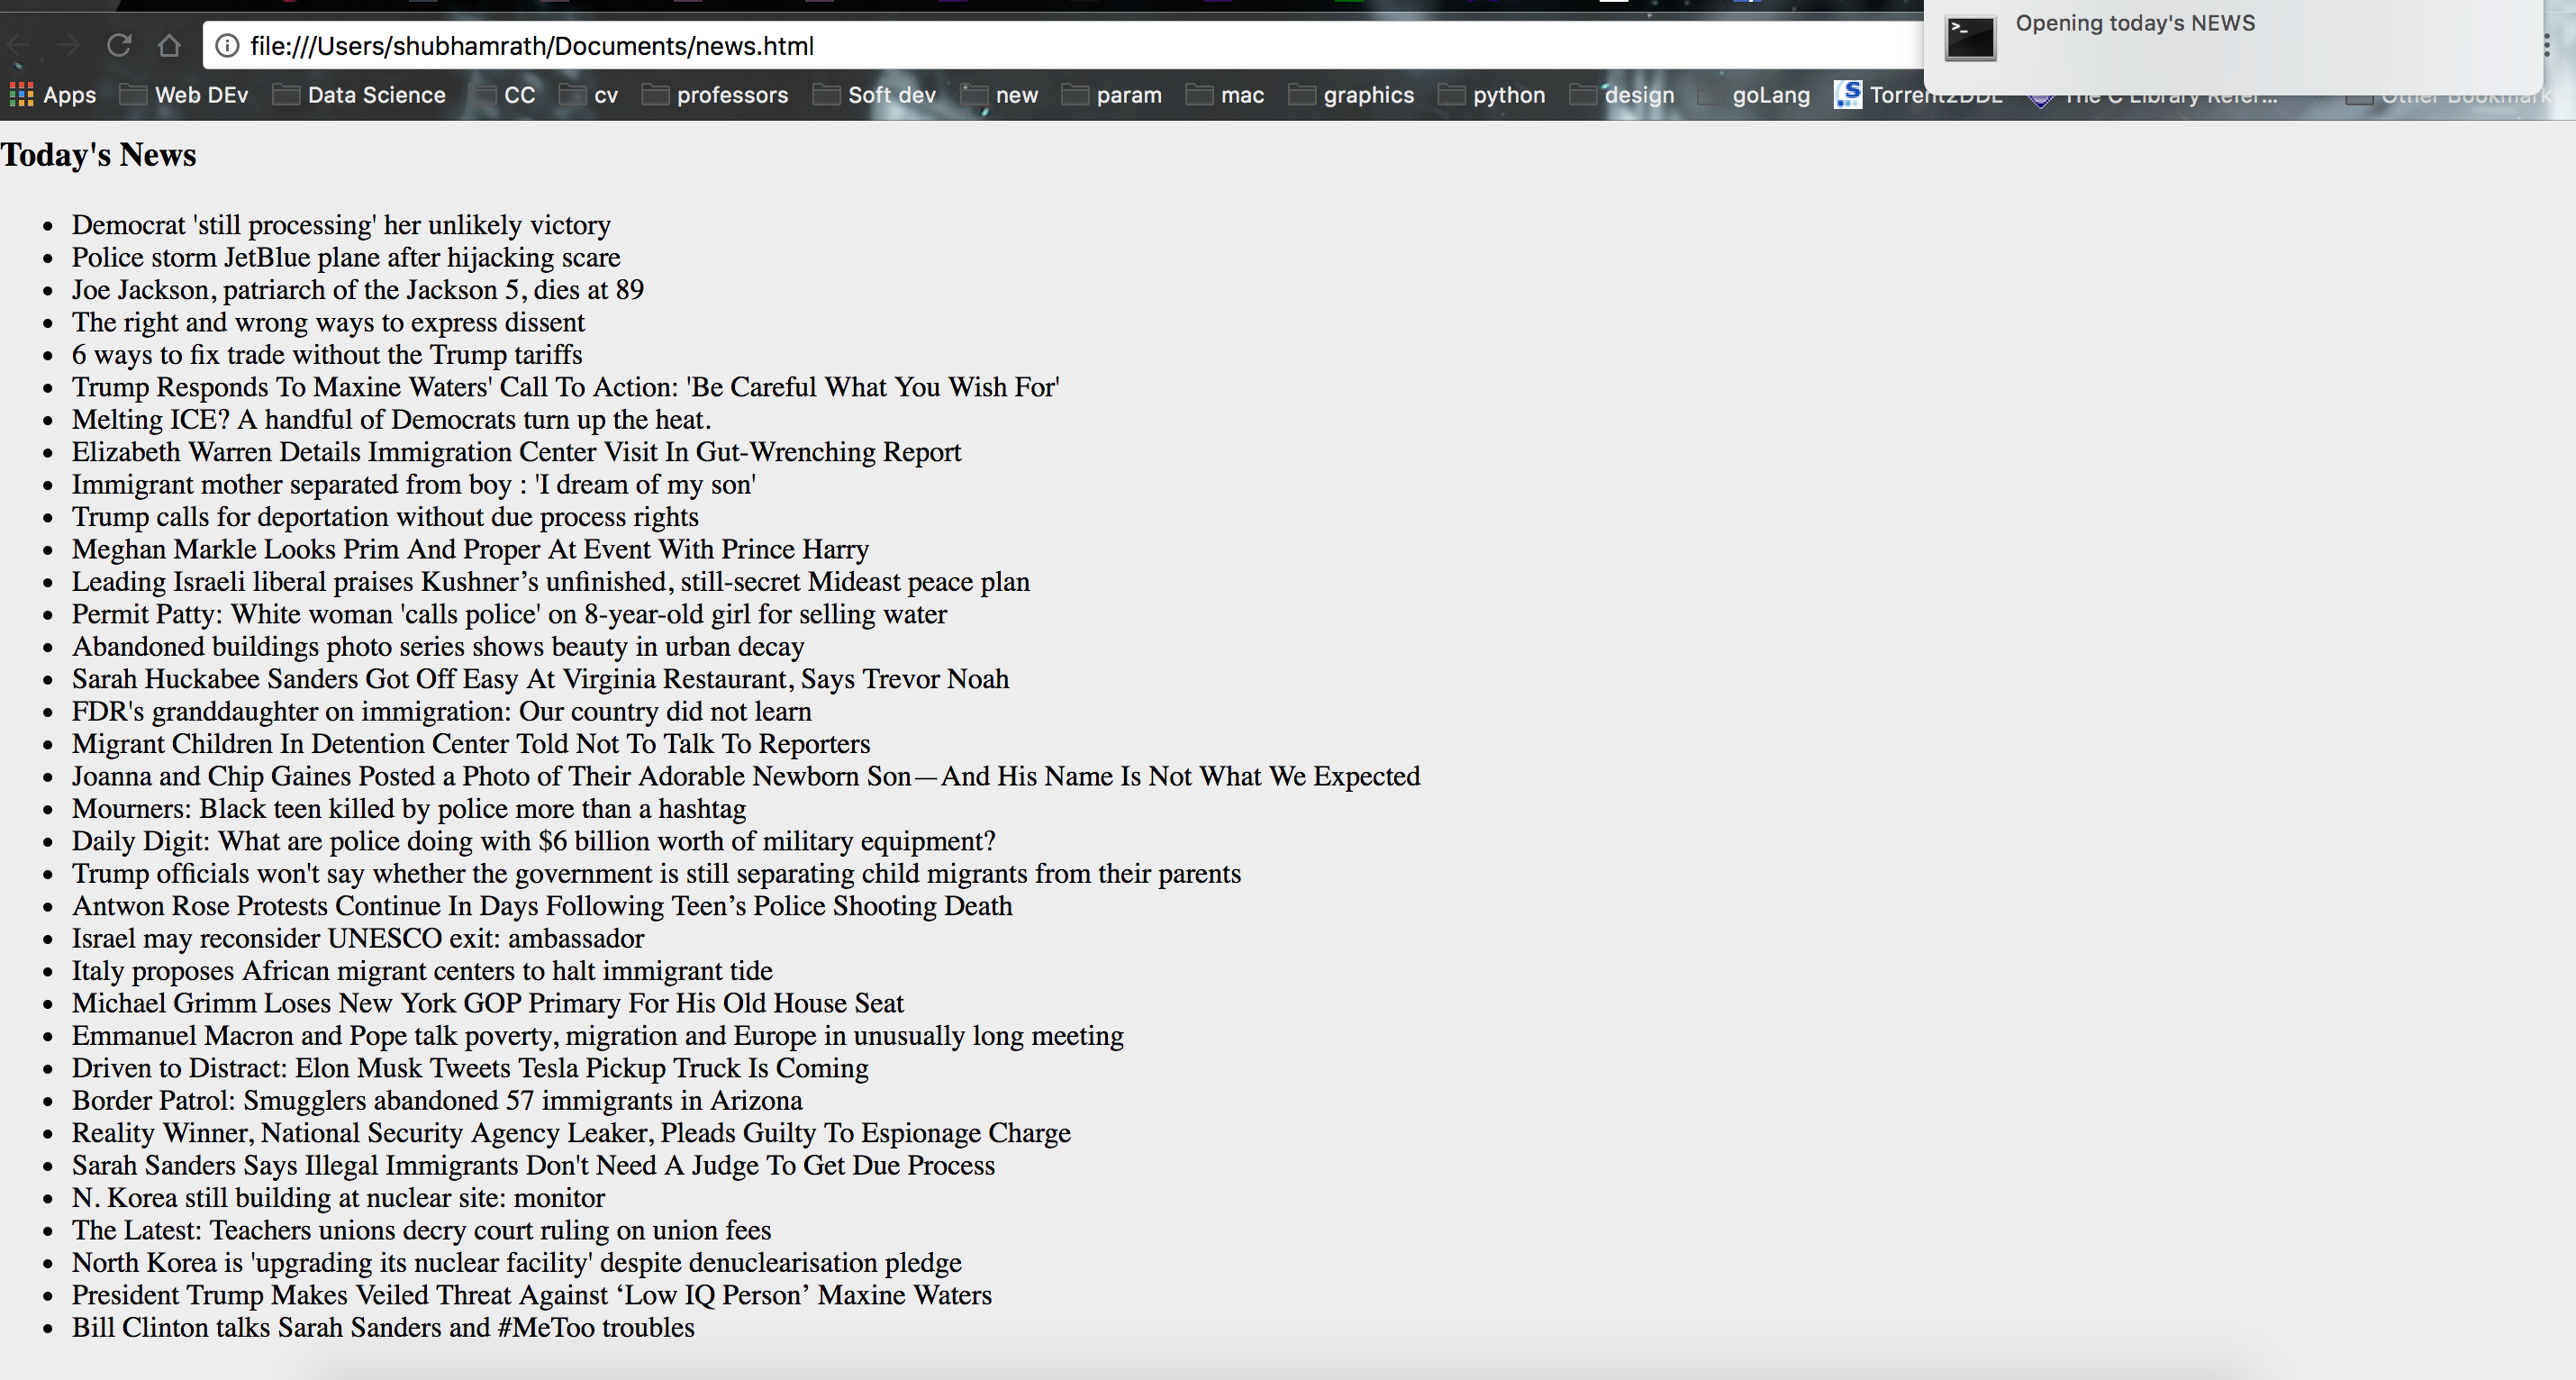 Opening today's NEWS
file:///Users/shubhamrath/Documents/news.html
Apps Web DEv Data Science CC cv professors Soft dev new param mac graphics python design goLang Torrent2DDL The C Library Refer... Other Bookmarks
Today's News
• Democrat 'still processing' her unlikely victory
• Police storm JetBlue plane after hijacking scare
• Joe Jackson, patriarch of the Jackson 5, dies at 89
• The right and wrong ways to express dissent
• 6 ways to fix trade without the Trump tariffs
• Trump Responds To Maxine Waters' Call To Action: 'Be Careful What You Wish For'
• Melting ICE? A handful of Democrats turn up the heat.
• Elizabeth Warren Details Immigration Center Visit In Gut-Wrenching Report
• Immigrant mother separated from boy : 'I dream of my son'
• Trump calls for deportation without due process rights
• Meghan Markle Looks Prim And Proper At Event With Prince Harry
• Leading Israeli liberal praises Kushner’s unfinished, still-secret Mideast peace plan
• Permit Patty: White woman 'calls police' on 8-year-old girl for selling water
• Abandoned buildings photo series shows beauty in urban decay
• Sarah Huckabee Sanders Got Off Easy At Virginia Restaurant, Says Trevor Noah
• FDR's granddaughter on immigration: Our country did not learn
• Migrant Children In Detention Center Told Not To Talk To Reporters
• Joanna and Chip Gaines Posted a Photo of Their Adorable Newborn Son—And His Name Is Not What We Expected
• Mourners: Black teen killed by police more than a hashtag
• Daily Digit: What are police doing with $6 billion worth of military equipment?
• Trump officials won't say whether the government is still separating child migrants from their parents
• Antwon Rose Protests Continue In Days Following Teen’s Police Shooting Death
• Israel may reconsider UNESCO exit: ambassador
• Italy proposes African migrant centers to halt immigrant tide
• Michael Grimm Loses New York GOP Primary For His Old House Seat
• Emmanuel Macron and Pope talk poverty, migration and Europe in unusually long meeting
• Driven to Distract: Elon Musk Tweets Tesla Pickup Truck Is Coming
• Border Patrol: Smugglers abandoned 57 immigrants in Arizona
• Reality Winner, National Security Agency Leaker, Pleads Guilty To Espionage Charge
• Sarah Sanders Says Illegal Immigrants Don't Need A Judge To Get Due Process
• N. Korea still building at nuclear site: monitor
• The Latest: Teachers unions decry court ruling on union fees
• North Korea is 'upgrading its nuclear facility' despite denuclearisation pledge
• President Trump Makes Veiled Threat Against ‘Low IQ Person’ Maxine Waters
• Bill Clinton talks Sarah Sanders and #MeToo troubles